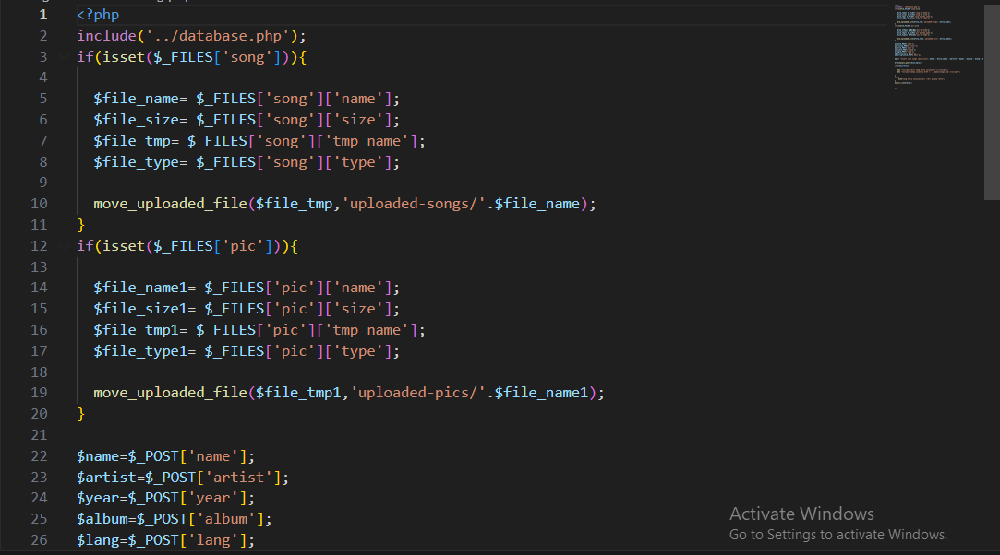 1 <?php
2 include('../database.php');
3 if(isset($_FILES['song'])){
4
5 $file_name= $_FILES['song']['name'];
6 $file_size= $_FILES['song']['size'];
7 $file_tmp= $_FILES['song']['tmp_name'];
8 $file_type= $_FILES['song']['type'];
9
10 move_uploaded_file($file_tmp,'uploaded-songs/'.$file_name);
11 }
12 if(isset($_FILES['pic'])){
13
14 $file_name1= $_FILES['pic']['name'];
15 $file_size1= $_FILES['pic']['size'];
16 $file_tmp1= $_FILES['pic']['tmp_name'];
17 $file_type1= $_FILES['pic']['type'];
18
19 move_uploaded_file($file_tmp1,'uploaded-pics/'.$file_name1);
20 }
21
22 $name=$_POST['name'];
23 $artist=$_POST['artist'];
24 $year=$_POST['year'];
25 $album=$_POST['album'];
26 $lang=$_POST['lang'];
Activate Windows
Go to Settings to activate Windows.